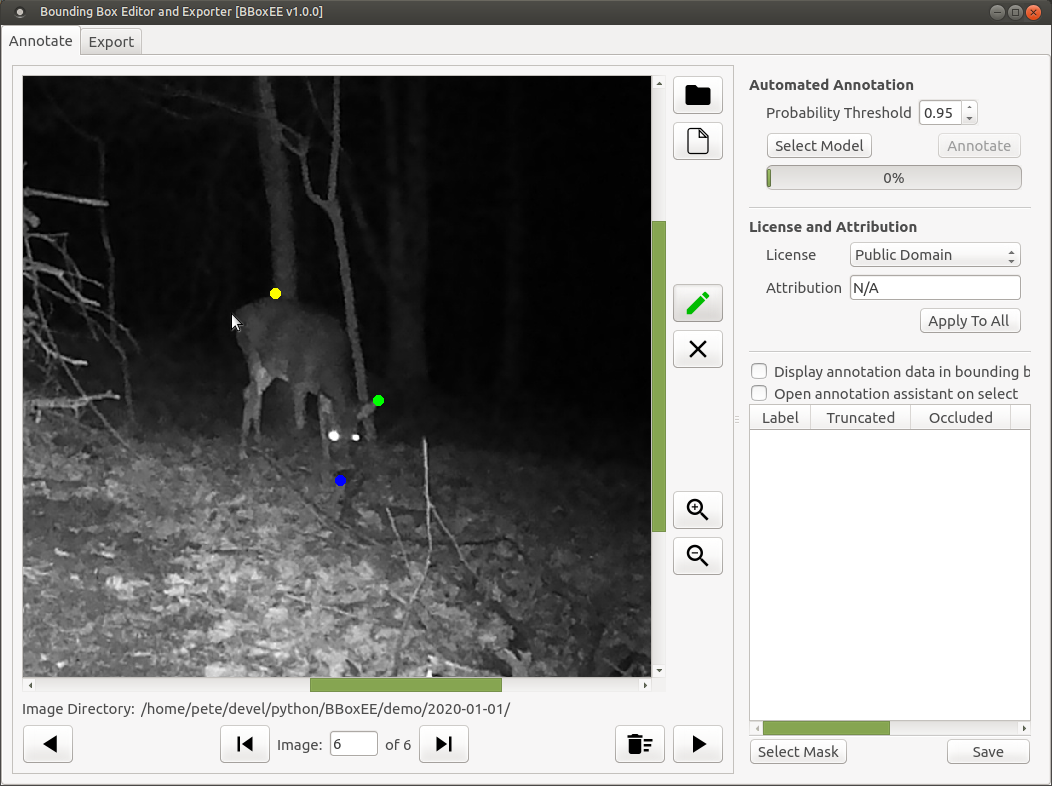 Bounding Box Editor and Exporter [BBoxEE v1.0.0]
Annotate Export
Automated Annotation
Probability Threshold 0.95
Select Model Annotate
0%
License and Attribution
License Public Domain
Attribution N/A
Apply To All
Display annotation data in bounding b
Open annotation assistant on select
Label Truncated Occluded
Image Directory: /home/pete/devel/python/BBoxEE/demo/2020-01-01/
Image: 6 of 6
Select Mask Save